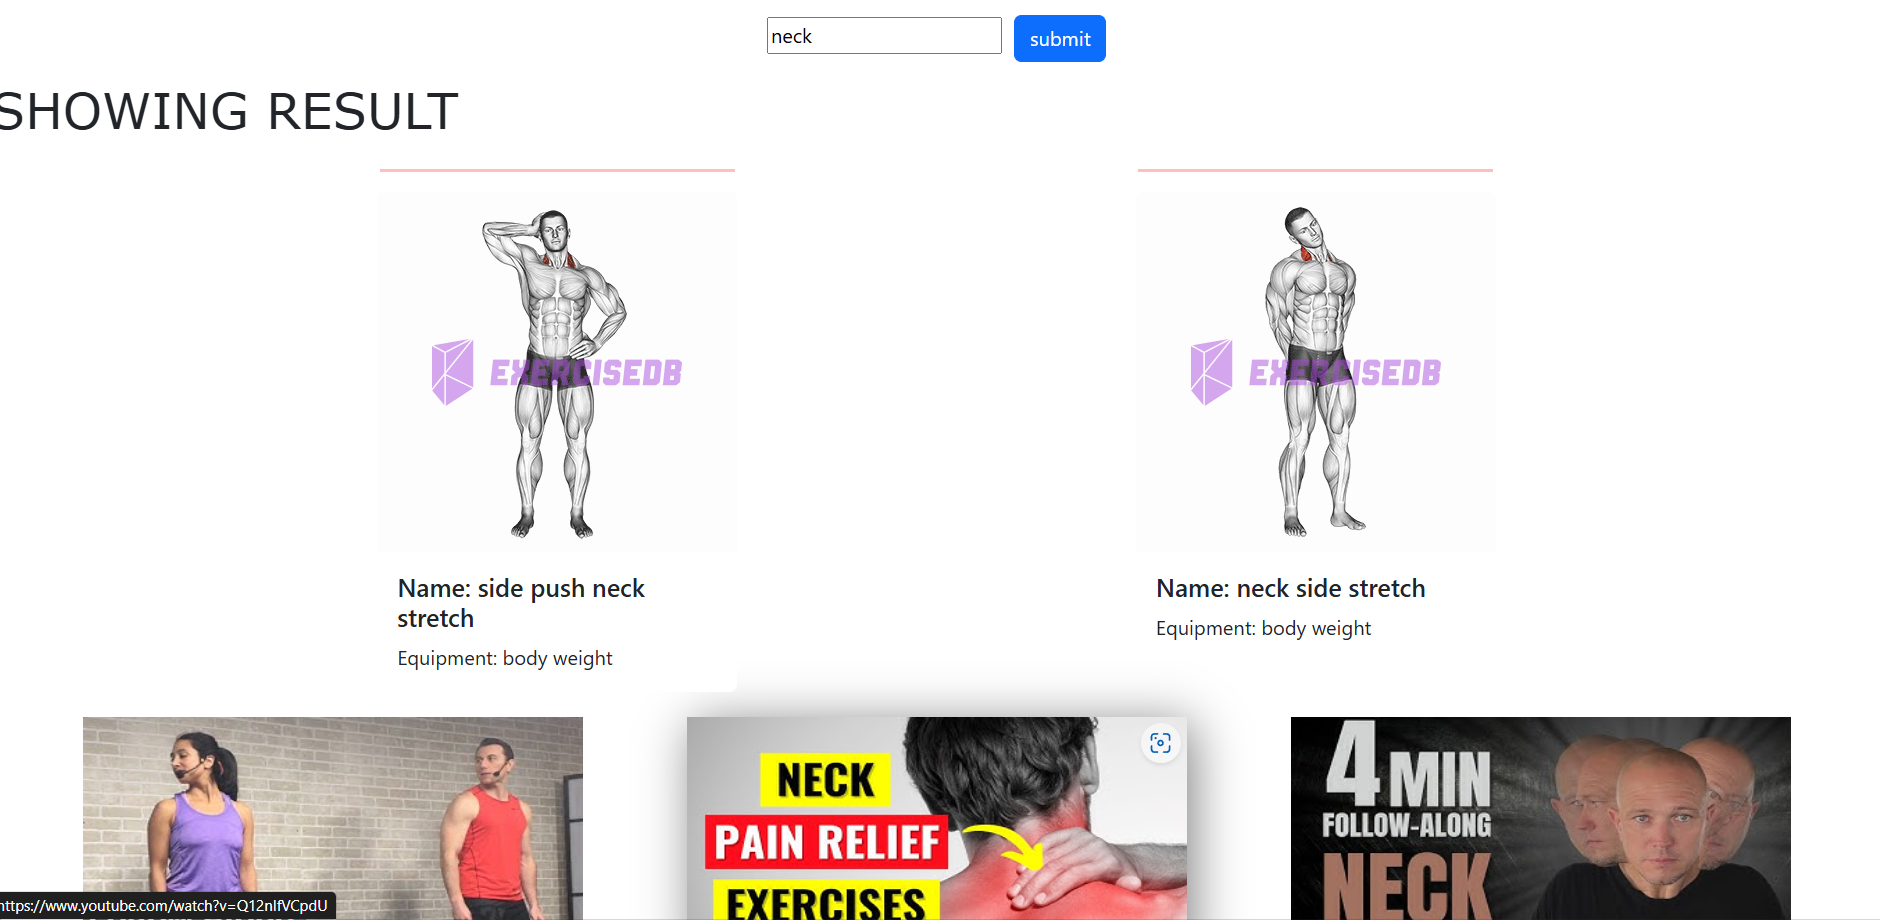 neck
submit
SHOWING RESULT
EXERCISEDB
EXERCISEDB
Name: side push neck
stretch
Equipment: body weight
Name: neck side stretch
Equipment: body weight
NECK
PAIN RELIEF
EXERCISES
4 MIN
FOLLOW-ALONG
NECK
https://www.youtube.com/watch?v=Q12nlfVCpdU